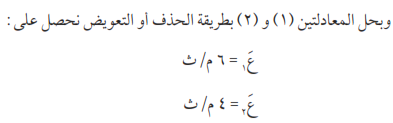 وبحل المعادلتين (١) و (٢) بطريقة الحذف أو التعويض نحصل على :
عَ١ = ٦ م/ث
عَ٢ = ٤ م/ث